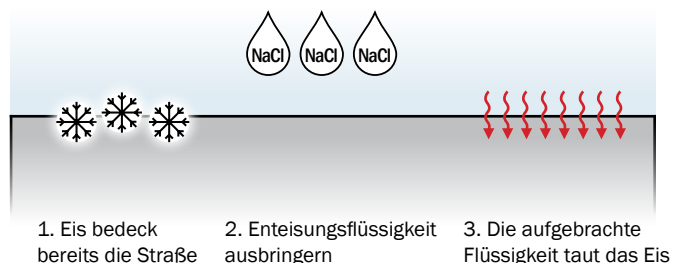 NaCl NaCl NaCl
1. Eis bedeck
bereits die Straße
2. Enteisungsflüssigkeit
ausbringern
3. Die aufgebrachte
Flüssigkeit taut das Eis